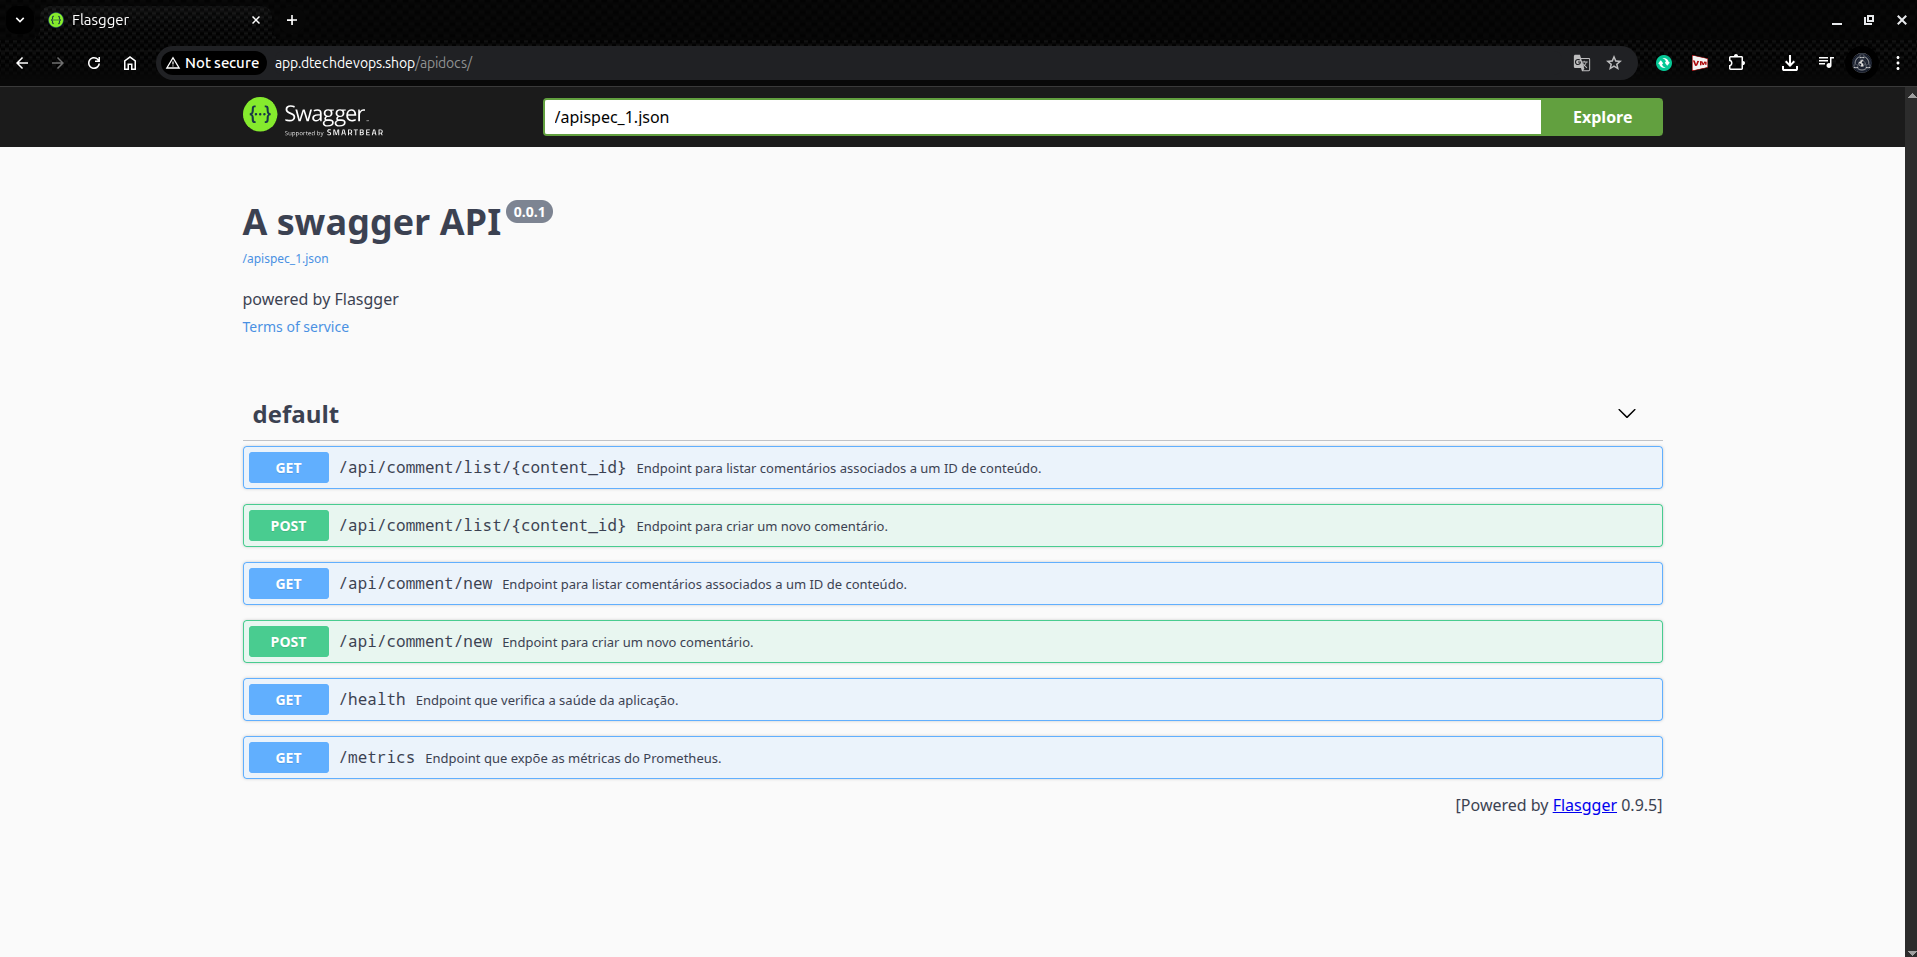 Flasgger
Not secure app.dtechdevops.shop/apidocs/
Swagger
Supported by SMARTBEAR
/apispec_1.json
Explore
A swagger API 0.0.1
/apispec_1.json
powered by Flasgger
Terms of service
default
GET /api/comment/list/{content_id} Endpoint para listar comentários associados a um ID de conteúdo.
POST /api/comment/list/{content_id} Endpoint para criar um novo comentário.
GET /api/comment/new Endpoint para listar comentários associados a um ID de conteúdo.
POST /api/comment/new Endpoint para criar um novo comentário.
GET /health Endpoint que verifica a saúde da aplicação.
GET /metrics Endpoint que expõe as métricas do Prometheus.
[Powered by Flasgger 0.9.5]